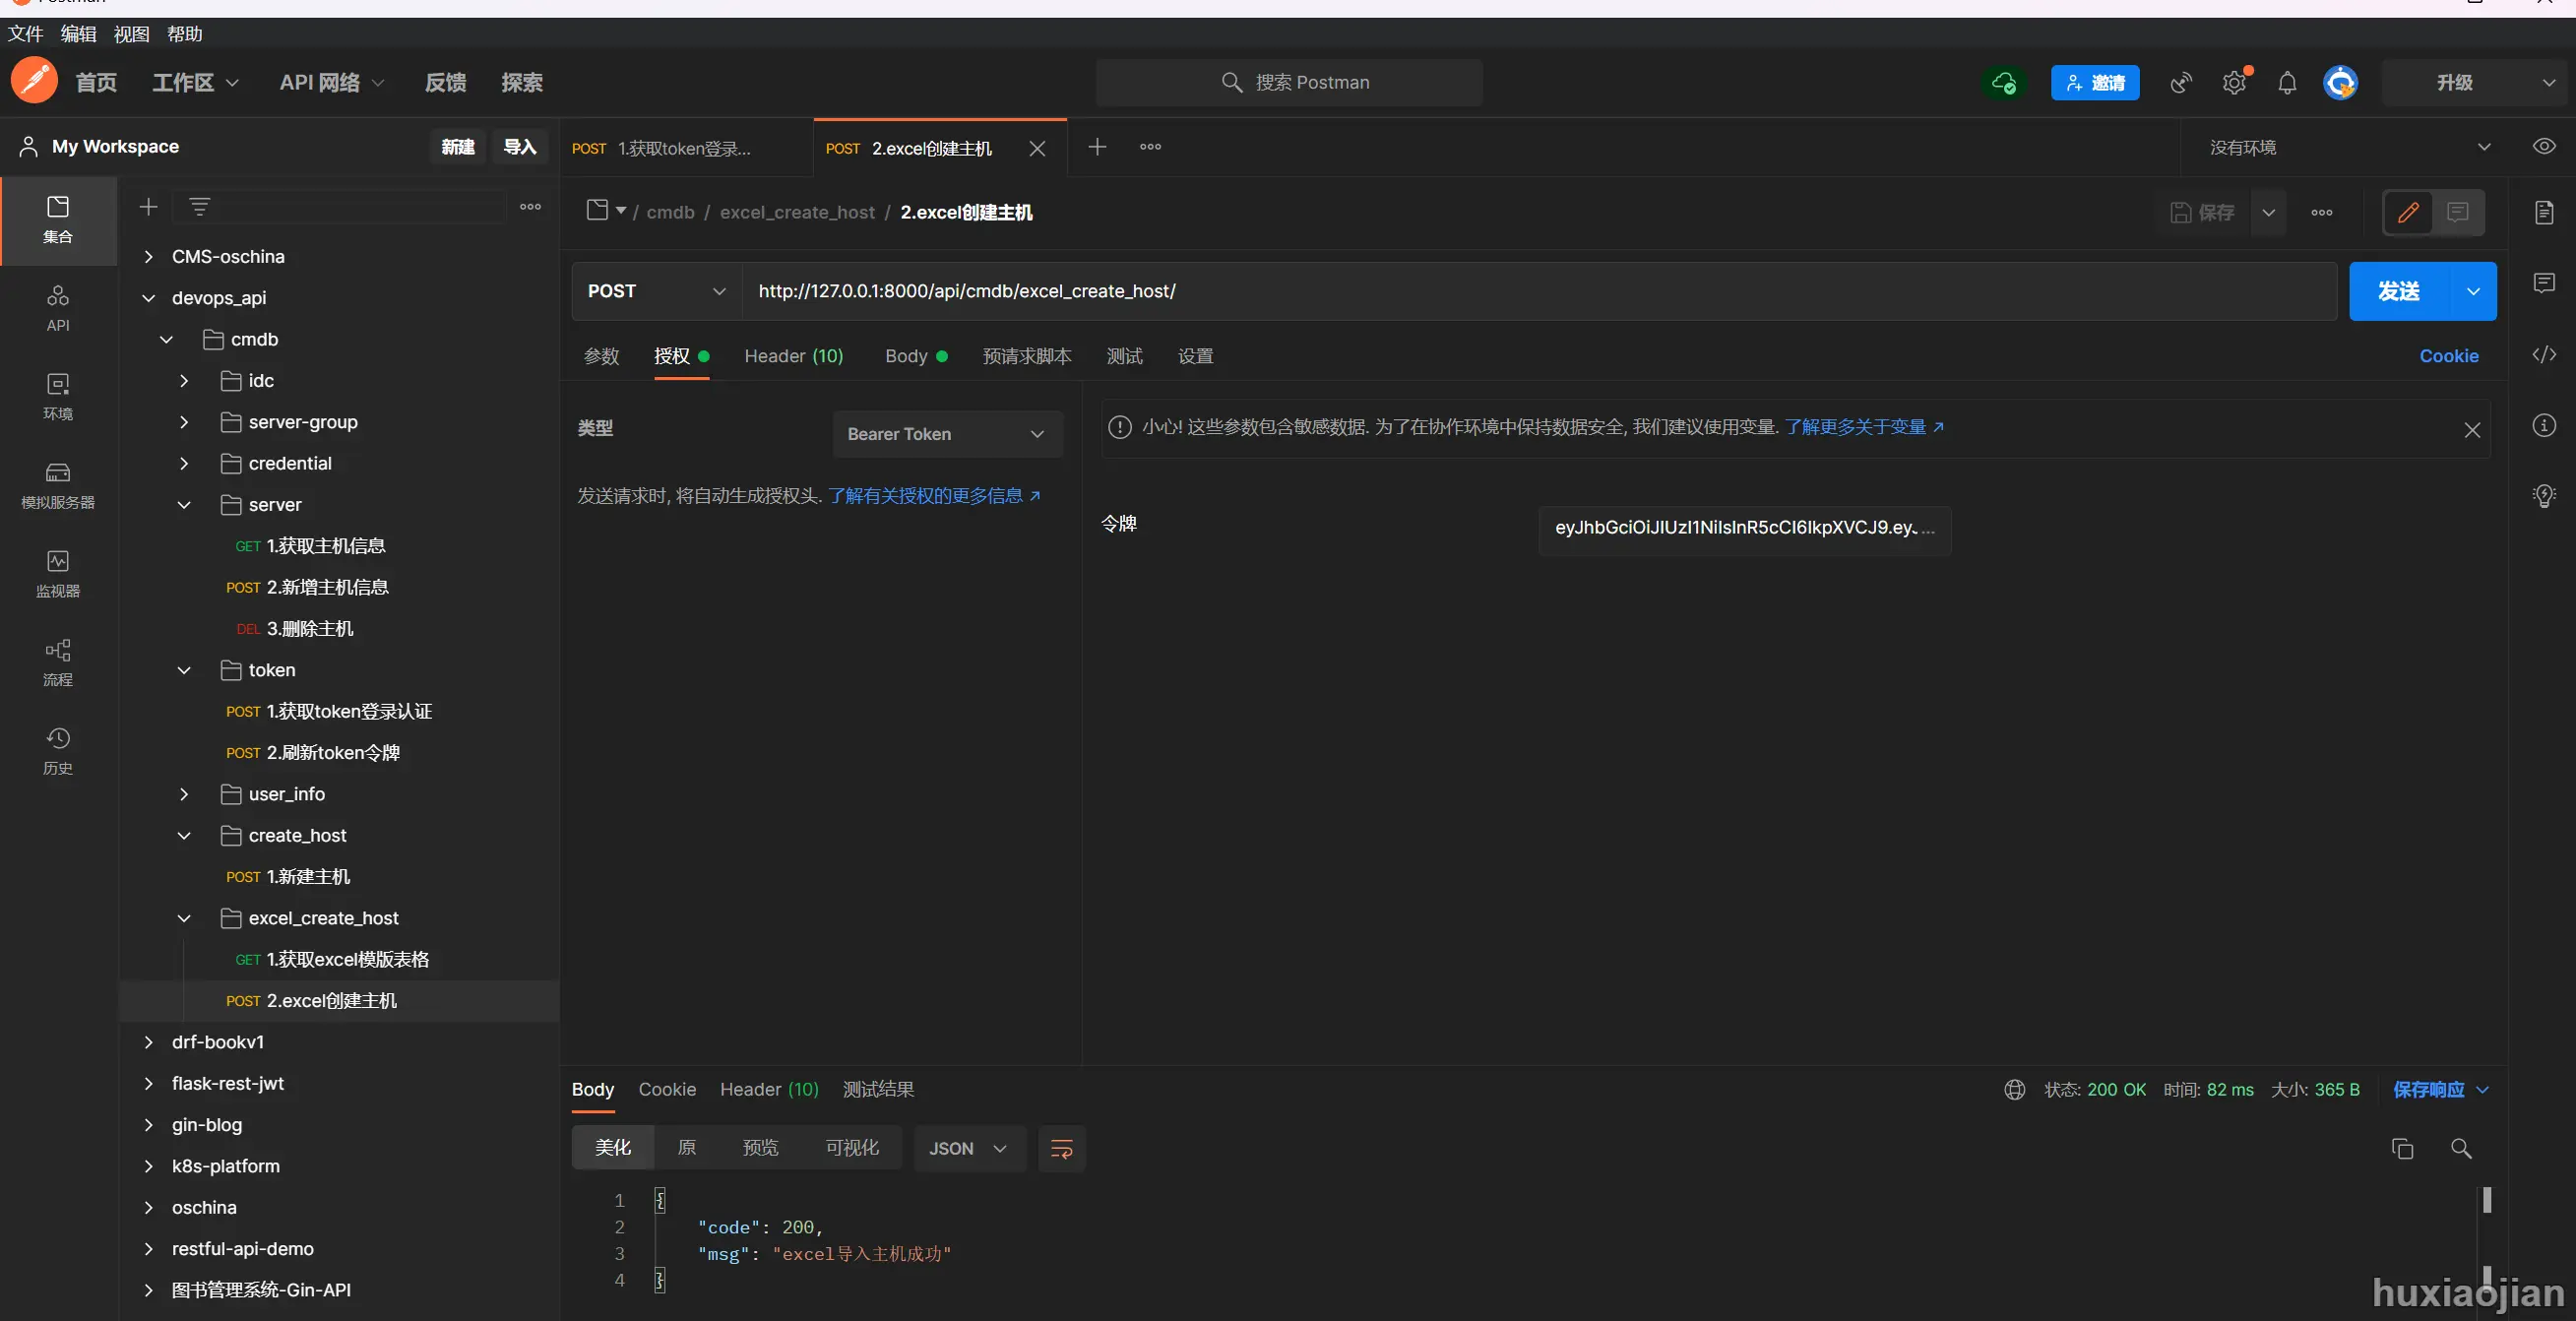 Postman
文件 编辑 视图 帮助
首页 工作区 API 网络 反馈 探索
搜索 Postman
邀请
升级
My Workspace
新建 导入
POST 1.获取token登录...
POST 2.excel创建主机
没有环境
集合
API
环境
模拟服务器
监视器
流程
历史
CMS-oschina
devops_api
cmdb
idc
server-group
credential
server
GET 1.获取主机信息
POST 2.新增主机信息
DEL 3.删除主机
token
POST 1.获取token登录认证
POST 2.刷新token令牌
user_info
create_host
POST 1.新建主机
excel_create_host
GET 1.获取excel模版表格
POST 2.excel创建主机
drf-bookv1
flask-rest-jwt
gin-blog
k8s-platform
oschina
restful-api-demo
图书管理系统-Gin-API
/ cmdb / excel_create_host / 2.excel创建主机
保存
POST http://127.0.0.1:8000/api/cmdb/excel_create_host/
发送
参数 授权 Header (10) Body 预请求脚本 测试 设置
Cookie
类型 Bearer Token
发送请求时, 将自动生成授权头. 了解有关授权的更多信息 ↗
小心! 这些参数包含敏感数据. 为了在协作环境中保持数据安全, 我们建议使用变量. 了解更多关于变量 ↗
令牌 eyJhbGciOiJIUzI1NiIsInR5cCI6IkpXVCJ9.eyJ...
Body Cookie Header (10) 测试结果
状态: 200 OK 时间: 82 ms 大小: 365 B 保存响应
美化 原 预览 可视化 JSON
1 {
2 "code": 200,
3 "msg": "excel导入主机成功"
4 }
huxiaojian